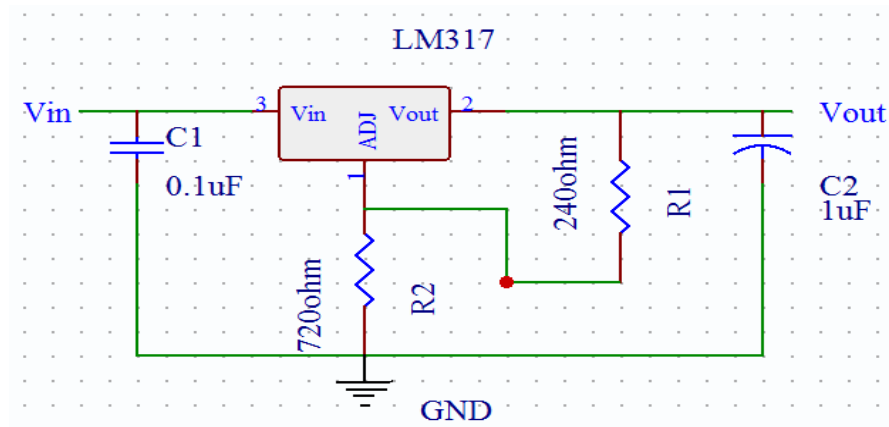 LM317
Vin
3
Vin
ADJ
Vout
2
Vout
1
C1
0.1uF
240ohm
R1
C2
1uF
720ohm
R2
GND